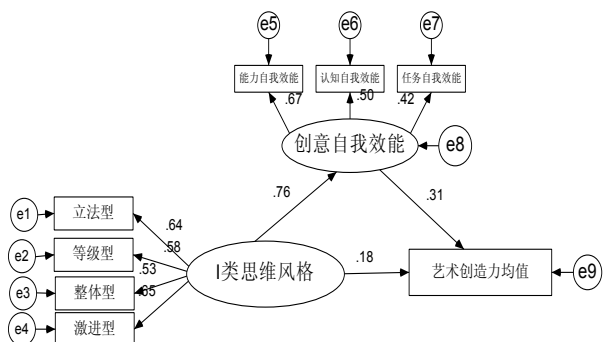 e5
e6
e7
能力自我效能
认知自我效能
任务自我效能
.67
.50
.42
创意自我效能
e8
.76
.31
e1
立法型
.64
e2
等级型
.58
e3
整体型
.53
I类思维风格
.18
艺术创造力均值
e9
e4
激进型
.65